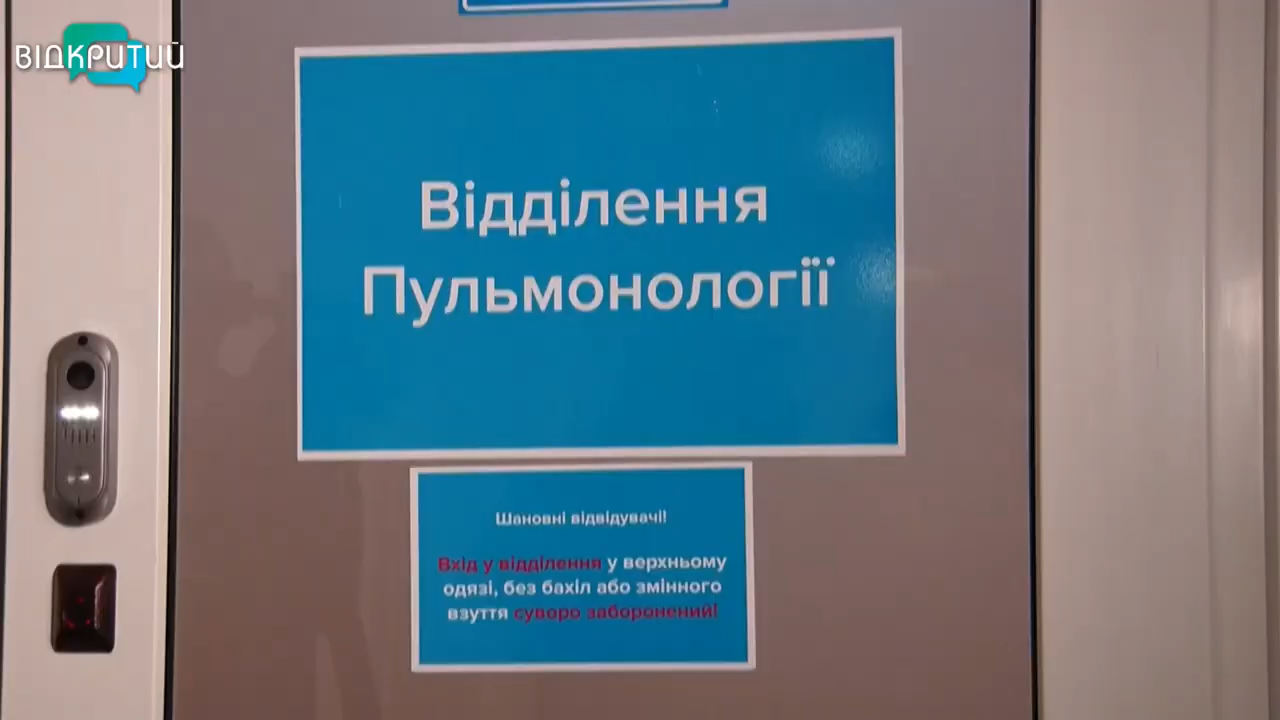 ВІДКРИТИЙ
Відділення
Пульмонології
Шановні відвідувачі!
Вхід у відділення у верхньому
одязі, без бахіл або змінного
взуття суворо заборонений!